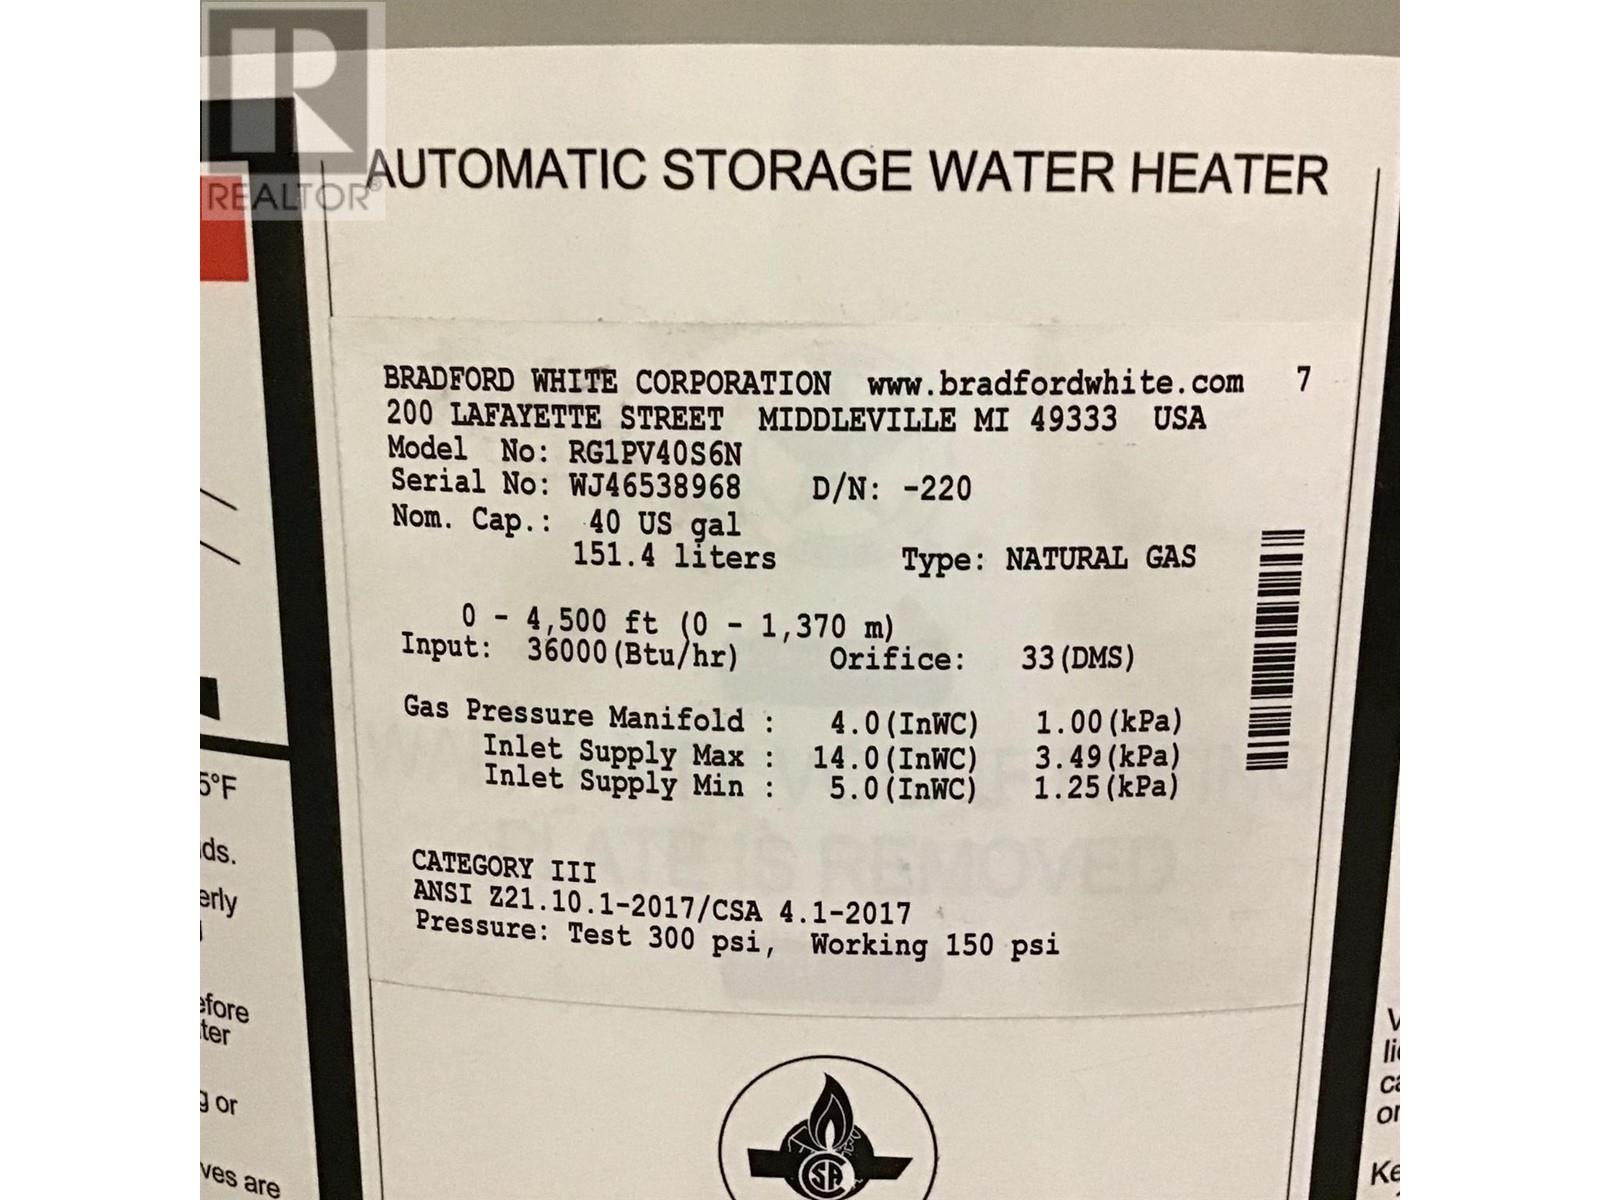 REALTOR®
AUTOMATIC STORAGE WATER HEATER
BRADFORD WHITE CORPORATION www.bradfordwhite.com 7
200 LAFAYETTE STREET MIDDLEVILLE MI 49333 USA
Model No: RG1PV40S6N
Serial No: WJ46538968 D/N: -220
Nom. Cap.: 40 US gal
151.4 liters Type: NATURAL GAS
0 - 4,500 ft (0 - 1,370 m)
Input: 36000(Btu/hr) Orifice: 33(DMS)
Gas Pressure Manifold : 4.0(InWC) 1.00(kPa)
Inlet Supply Max : 14.0(InWC) 3.49(kPa)
Inlet Supply Min : 5.0(InWC) 1.25(kPa)
PLATE IS REMOVED
CATEGORY III
ANSI Z21.10.1-2017/CSA 4.1-2017
Pressure: Test 300 psi, Working 150 psi
CSA
5°F
ds.
erly
efore
ter
g or
ves are
Ke